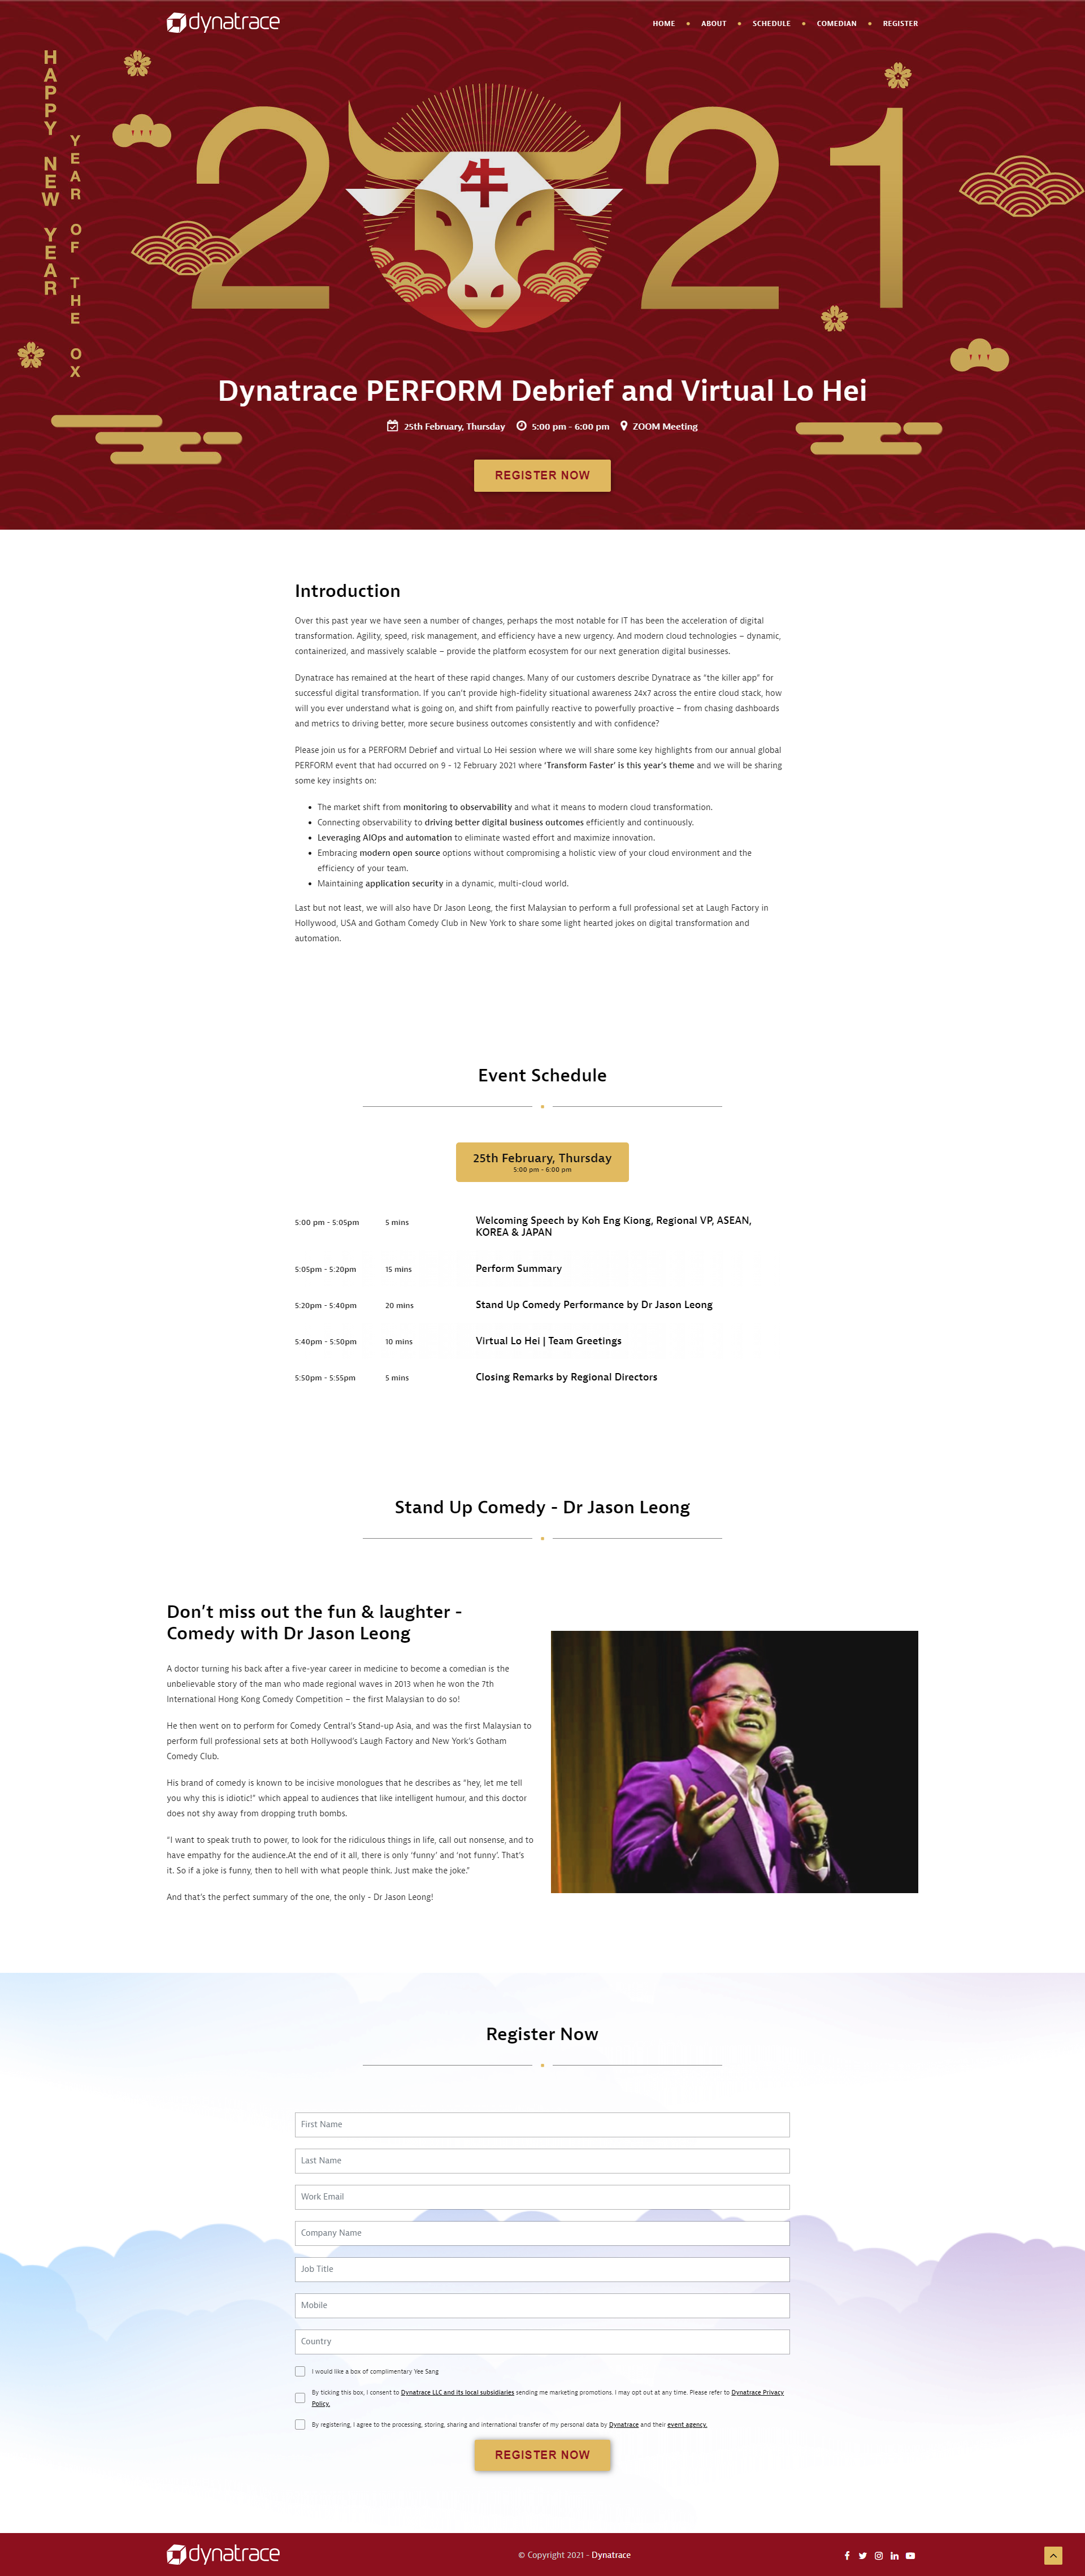 dynatrace
HOME
ABOUT
SCHEDULE
COMEDIAN
REGISTER
HAPPY NEW YEAR
YEAR OF THE OX
2021
牛
Dynatrace PERFORM Debrief and Virtual Lo Hei
25th February, Thursday
5:00 pm - 6:00 pm
ZOOM Meeting
REGISTER NOW
Introduction
Over this past year we have seen a number of changes, perhaps the most notable for IT has been the acceleration of digital
transformation. Agility, speed, risk management, and efficiency have a new urgency. And modern cloud technologies – dynamic,
containerized, and massively scalable – provide the platform ecosystem for our next generation digital businesses.
Dynatrace has remained at the heart of these rapid changes. Many of our customers describe Dynatrace as “the killer app” for
successful digital transformation. If you can’t provide high-fidelity situational awareness 24x7 across the entire cloud stack, how
will you ever understand what is going on, and shift from painfully reactive to powerfully proactive – from chasing dashboards
and metrics to driving better, more secure business outcomes consistently and with confidence?
Please join us for a PERFORM Debrief and virtual Lo Hei session where we will share some key highlights from our annual global
PERFORM event that had occurred on 9 - 12 February 2021 where ‘Transform Faster’ is this year’s theme and we will be sharing
some key insights on:
• The market shift from monitoring to observability and what it means to modern cloud transformation.
• Connecting observability to driving better digital business outcomes efficiently and continuously.
• Leveraging AIOps and automation to eliminate wasted effort and maximize innovation.
• Embracing modern open source options without compromising a holistic view of your cloud environment and the
efficiency of your team.
• Maintaining application security in a dynamic, multi-cloud world.
Last but not least, we will also have Dr Jason Leong, the first Malaysian to perform a full professional set at Laugh Factory in
Hollywood, USA and Gotham Comedy Club in New York to share some light hearted jokes on digital transformation and
automation.
Event Schedule
25th February, Thursday
5:00 pm - 6:00 pm
5:00 pm - 5:05pm 5 mins Welcoming Speech by Koh Eng Kiong, Regional VP, ASEAN,
KOREA & JAPAN
5:05pm - 5:20pm 15 mins Perform Summary
5:20pm - 5:40pm 20 mins Stand Up Comedy Performance by Dr Jason Leong
5:40pm - 5:50pm 10 mins Virtual Lo Hei | Team Greetings
5:50pm - 5:55pm 5 mins Closing Remarks by Regional Directors
Stand Up Comedy - Dr Jason Leong
Don’t miss out the fun & laughter -
Comedy with Dr Jason Leong
A doctor turning his back after a five-year career in medicine to become a comedian is the
unbelievable story of the man who made regional waves in 2013 when he won the 7th
International Hong Kong Comedy Competition – the first Malaysian to do so!
He then went on to perform for Comedy Central’s Stand-up Asia, and was the first Malaysian to
perform full professional sets at both Hollywood’s Laugh Factory and New York’s Gotham
Comedy Club.
His brand of comedy is known to be incisive monologues that he describes as “hey, let me tell
you why this is idiotic!” which appeal to audiences that like intelligent humour, and this doctor
does not shy away from dropping truth bombs.
“I want to speak truth to power, to look for the ridiculous things in life, call out nonsense, and to
have empathy for the audience.At the end of it all, there is only ‘funny’ and ‘not funny’. That’s
it. So if a joke is funny, then to hell with what people think. Just make the joke.”
And that’s the perfect summary of the one, the only - Dr Jason Leong!
Register Now
First Name
Last Name
Work Email
Company Name
Job Title
Mobile
Country
I would like a box of complimentary Yee Sang
By ticking this box, I consent to Dynatrace LLC and its local subsidiaries sending me marketing promotions. I may opt out at any time. Please refer to Dynatrace Privacy
Policy.
By registering, I agree to the processing, storing, sharing and international transfer of my personal data by Dynatrace and their event agency.
REGISTER NOW
dynatrace
© Copyright 2021 - Dynatrace